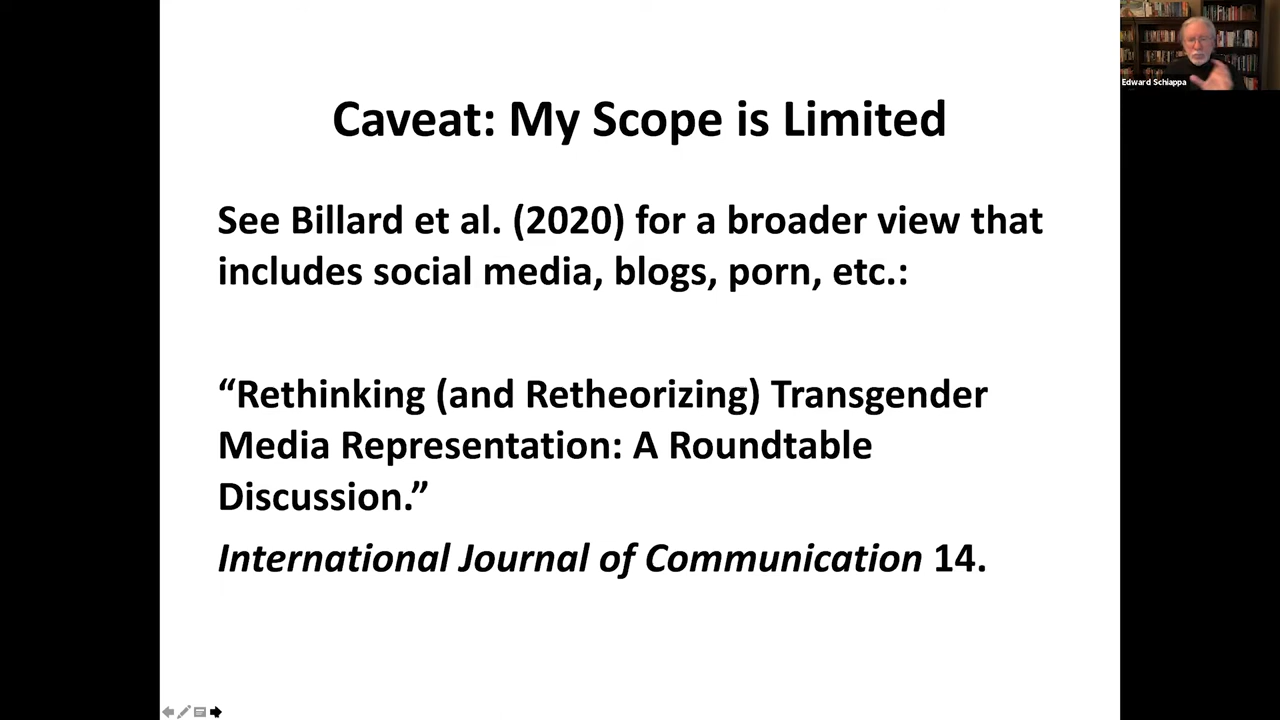 Edward Schiappa
Caveat: My Scope is Limited
See Billard et al. (2020) for a broader view that
includes social media, blogs, porn, etc.:
“Rethinking (and Retheorizing) Transgender
Media Representation: A Roundtable
Discussion.”
International Journal of Communication 14.